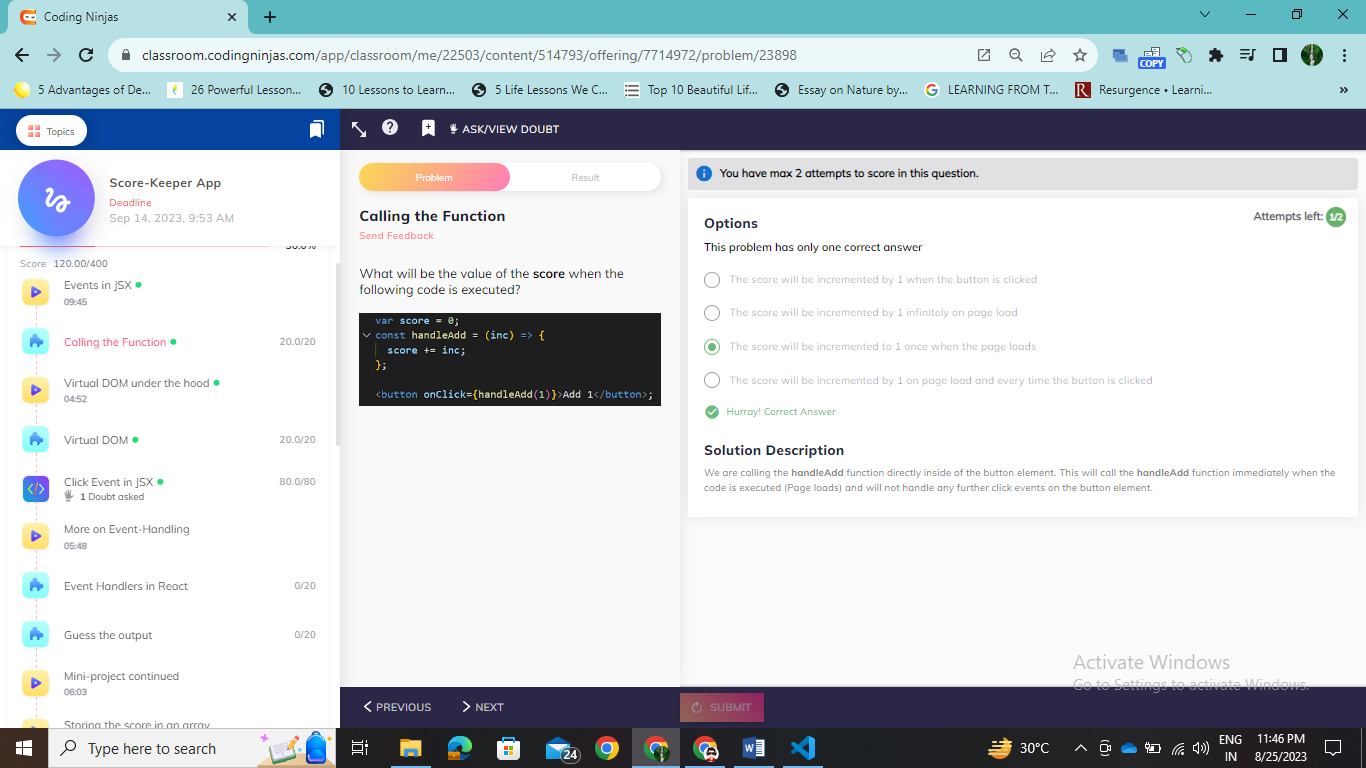 Coding Ninjas
classroom.codingninjas.com/app/classroom/me/22503/content/514793/offering/7714972/problem/23898
COPY
5 Advantages of De...
26 Powerful Lesson...
10 Lessons to Learn...
5 Life Lessons We C...
Top 10 Beautiful Lif...
Essay on Nature by...
LEARNING FROM T...
Resurgence • Learni...
»
Topics
ASK/VIEW DOUBT
Score-Keeper App
Deadline
Sep 14, 2023, 9:53 AM
Score 120.00/400
Events in JSX
09:45
Calling the Function 20.0/20
Virtual DOM under the hood
04:52
Virtual DOM 20.0/20
Click Event in JSX 80.0/80
1 Doubt asked
More on Event-Handling
05:48
Event Handlers in React 0/20
Guess the output 0/20
Mini-project continued
06:03
Storing the score in an array
Problem
Result
Calling the Function
Send Feedback
What will be the value of the score when the
following code is executed?
var score = 0;
const handleAdd = (inc) => {
score += inc;
};
<button onClick={handleAdd(1)}>Add 1</button>;
You have max 2 attempts to score in this question.
Options
Attempts left: 1/2
This problem has only one correct answer
The score will be incremented by 1 when the button is clicked
The score will be incremented by 1 infinitely on page load
The score will be incremented to 1 once when the page loads
The score will be incremented by 1 on page load and every time the button is clicked
Hurray! Correct Answer
Solution Description
We are calling the handleAdd function directly inside of the button element. This will call the handleAdd function immediately when the
code is executed (Page loads) and will not handle any further click events on the button element.
Activate Windows
Go to Settings to activate Windows.
PREVIOUS
NEXT
SUBMIT
Type here to search
24
30°C
ENG
IN
11:46 PM
8/25/2023